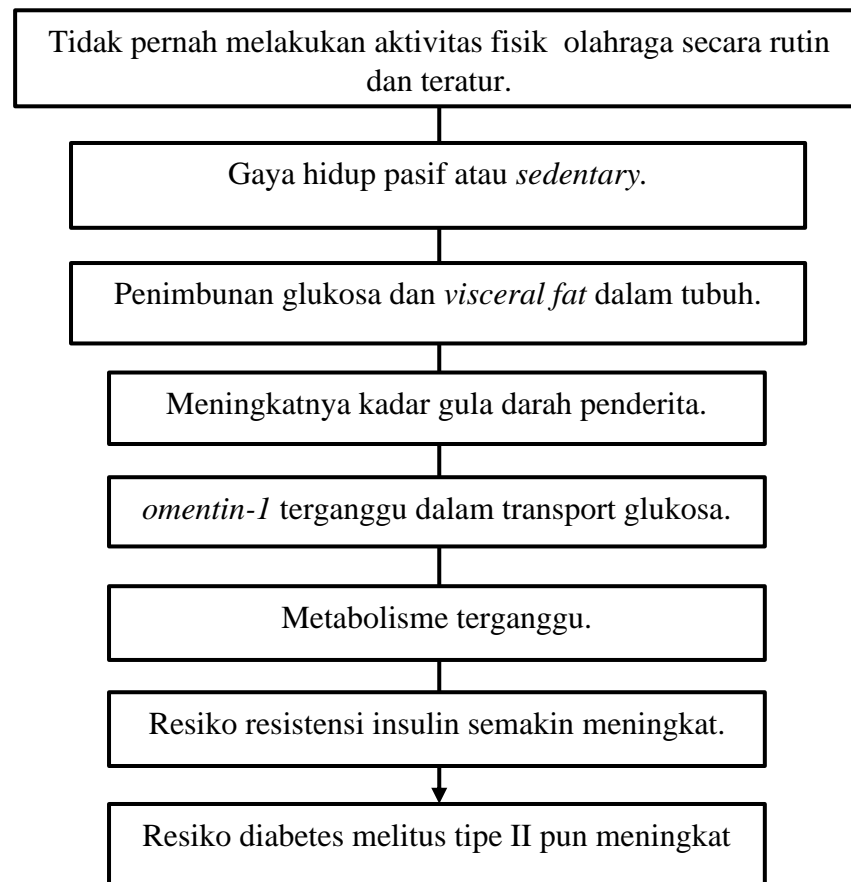 Tidak pernah melakukan aktivitas fisik  olahraga secara rutin
dan teratur.
Gaya hidup pasif atau sedentary.
Penimbunan glukosa dan visceral fat dalam tubuh.
Meningkatnya kadar gula darah penderita.
omentin-1 terganggu dalam transport glukosa.
Metabolisme terganggu.
Resiko resistensi insulin semakin meningkat.
Resiko diabetes melitus tipe II pun meningkat